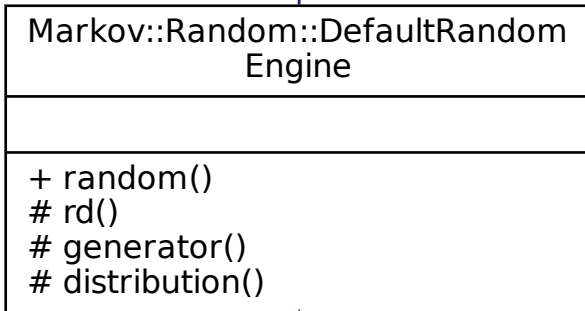 Markov::Random::DefaultRandom
Engine
+ random()
# rd()
# generator()
# distribution()